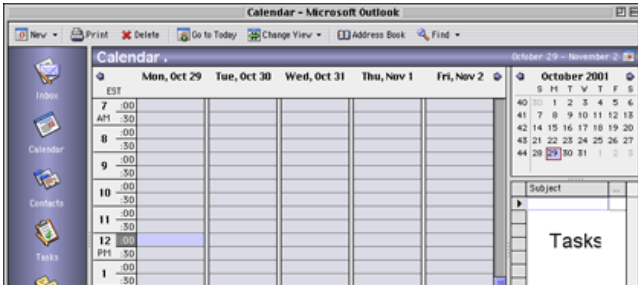 Calendar - Microsoft Outlook
New Print Delete Go to Today Change View Address Book Find
Calendar
October 29 - November 2
Mon, Oct 29 Tue, Oct 30 Wed, Oct 31 Thu, Nov 1 Fri, Nov 2
EST
October 2001
S M T W T F S
40 30 1 2 3 4 5 6
41 7 8 9 10 11 12 13
42 14 15 16 17 18 19 20
43 21 22 23 24 25 26 27
44 28 29 30 31 1 2 3
Inbox
Calendar
Contacts
Tasks
7 :00
AM :30
8 :00
:30
9 :00
:30
10 :00
:30
11 :00
:30
12 :00
PM :30
1 :00
:30
Subject ...
Tasks